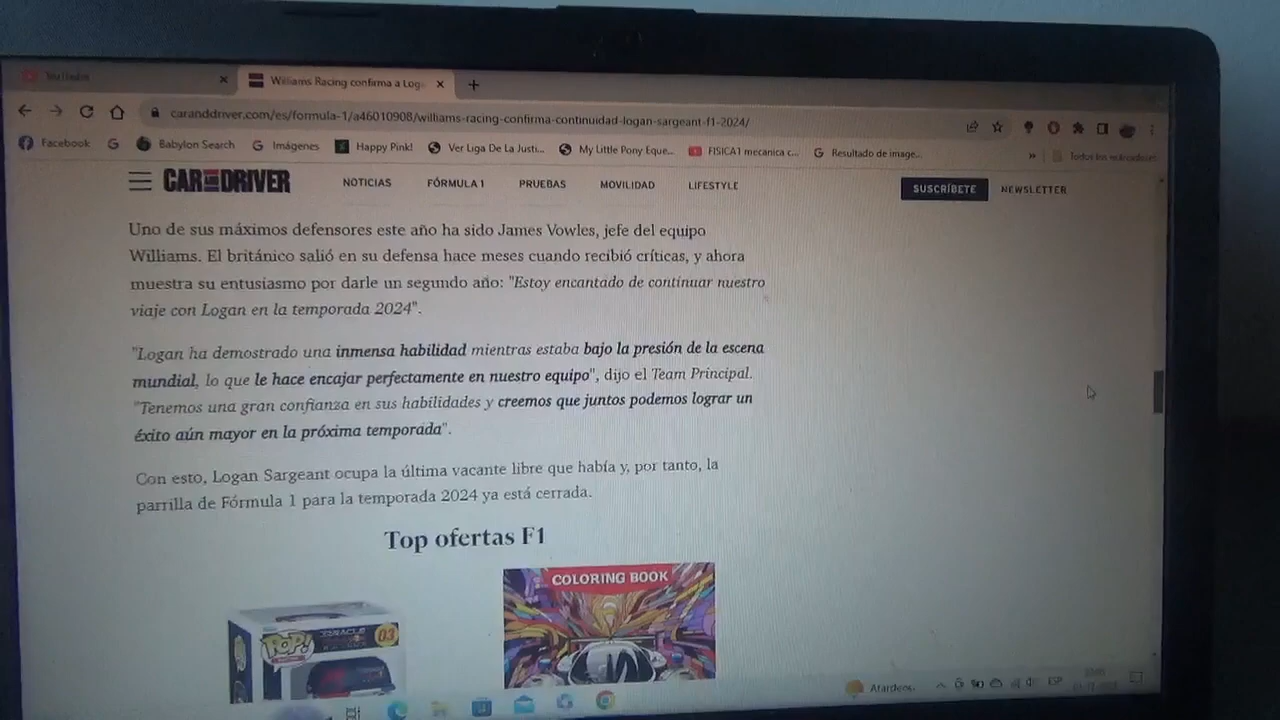 YouTube
Williams Racing confirma a Log
caranddriver.com/es/formula-1/a46010908/williams-racing-confirma-continuidad-logan-sargeant-f1-2024/
Facebook
Babylon Search
Imágenes
Happy Pink!
Ver Liga De La Justi...
My Little Pony Eque...
FISICA1 mecanica c...
Resultado de image...
»
Todos los marcadores
CAR AND DRIVER
NOTICIAS
FÓRMULA 1
PRUEBAS
MOVILIDAD
LIFESTYLE
SUSCRÍBETE
NEWSLETTER
Uno de sus máximos defensores este año ha sido James Vowles, jefe del equipo
Williams. El británico salió en su defensa hace meses cuando recibió críticas, y ahora
muestra su entusiasmo por darle un segundo año: "Estoy encantado de continuar nuestro
viaje con Logan en la temporada 2024".
"Logan ha demostrado una inmensa habilidad mientras estaba bajo la presión de la escena
mundial, lo que le hace encajar perfectamente en nuestro equipo", dijo el Team Principal.
"Tenemos una gran confianza en sus habilidades y creemos que juntos podemos lograr un
éxito aún mayor en la próxima temporada".
Con esto, Logan Sargeant ocupa la última vacante libre que había y, por tanto, la
parrilla de Fórmula 1 para la temporada 2024 ya está cerrada.
Top ofertas F1
POP!
ORACLE
03
COLORING BOOK
Atardec.
ESP